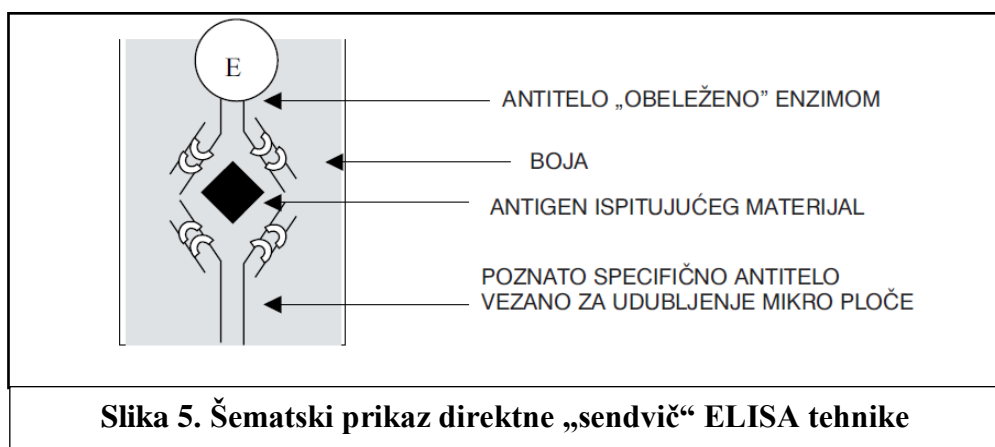 E
ANTITELO „OBELEŽENO” ENZIMOM
BOJA
ANTIGEN ISPITUJUĆEG MATERIJAL
POZNATO SPECIFIČNO ANTITELO
VEZANO ZA UDUBLJENJE MIKRO PLOČE
Slika 5. Šematski prikaz direktne „sendvič“ ELISA tehnike